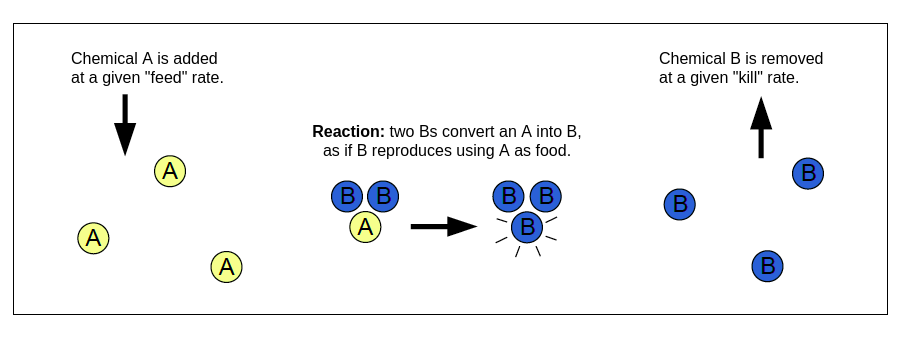 Chemical A is added
at a given "feed" rate.
A
A
A
Reaction: two Bs convert an A into B,
as if B reproduces using A as food.
B B
A
B B
B
Chemical B is removed
at a given "kill" rate.
B
B
B